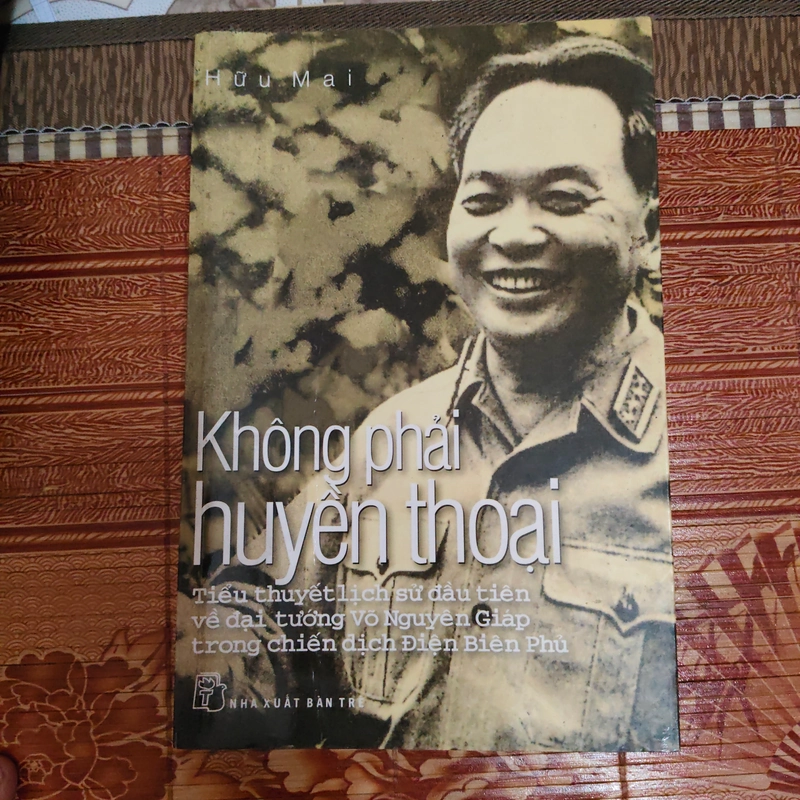 Hữu Mai
Không phải
huyền thoại
Tiểu thuyết lịch sử đầu tiên
về đại tướng Võ Nguyên Giáp
trong chiến dịch Điện Biên Phủ
NHÀ XUẤT BẢN TRẺ